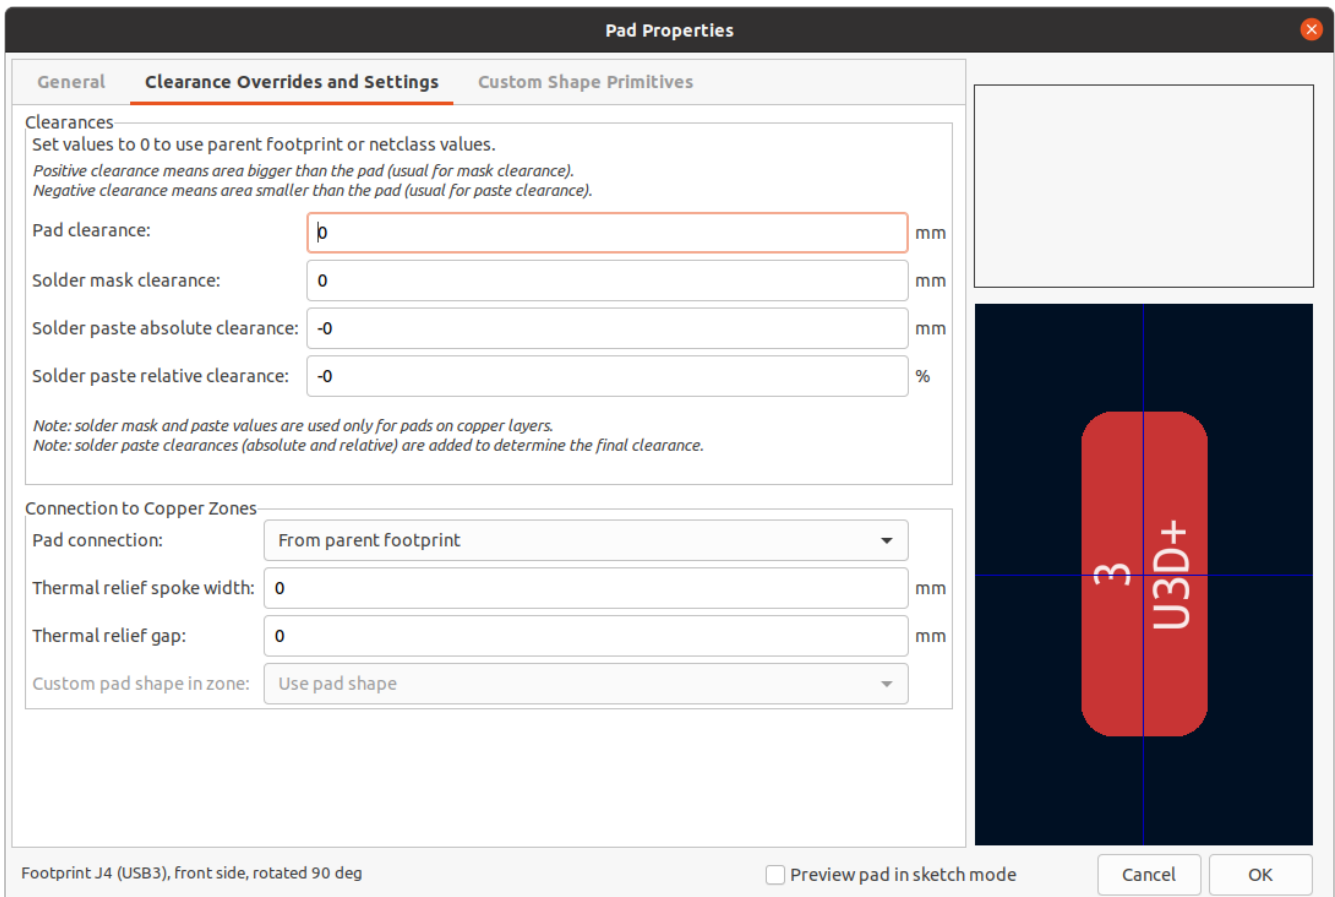 Pad Properties
General
Clearance Overrides and Settings
Custom Shape Primitives
Clearances
Set values to 0 to use parent footprint or netclass values.
Positive clearance means area bigger than the pad (usual for mask clearance).
Negative clearance means area smaller than the pad (usual for paste clearance).
Pad clearance: 0 mm
Solder mask clearance: 0 mm
Solder paste absolute clearance: -0 mm
Solder paste relative clearance: -0 %
Note: solder mask and paste values are used only for pads on copper layers.
Note: solder paste clearances (absolute and relative) are added to determine the final clearance.
Connection to Copper Zones
Pad connection: From parent footprint
Thermal relief spoke width: 0 mm
Thermal relief gap: 0 mm
Custom pad shape in zone: Use pad shape
3
U3D+
Footprint J4 (USB3), front side, rotated 90 deg
Preview pad in sketch mode
Cancel
OK